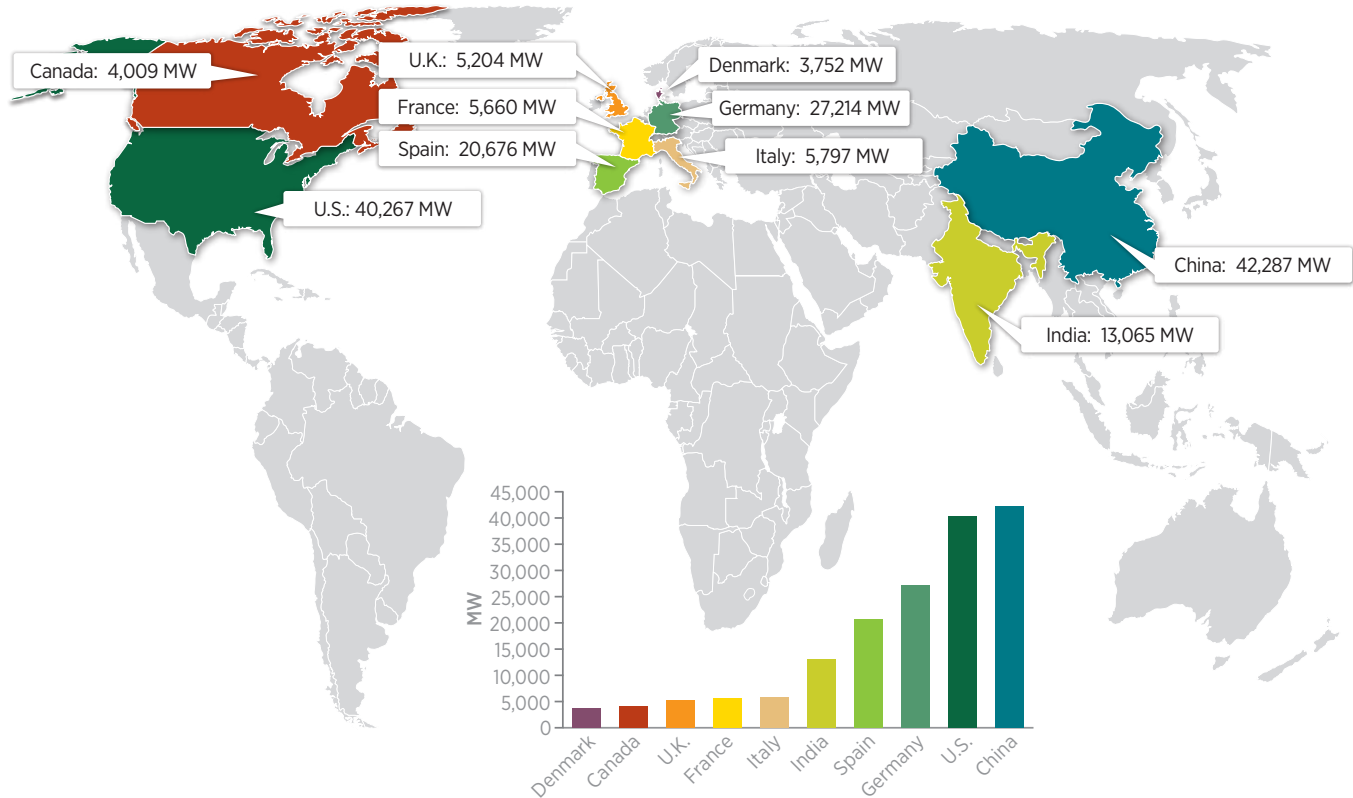 Canada: 4,009 MW
U.K.: 5,204 MW
Denmark: 3,752 MW
France: 5,660 MW
Germany: 27,214 MW
Spain: 20,676 MW
Italy: 5,797 MW
U.S.: 40,267 MW
China: 42,287 MW
India: 13,065 MW
45,000
40,000
35,000
30,000
25,000
20,000
15,000
10,000
5,000
0
MW
Denmark
Canada
U.K.
France
Italy
India
Spain
Germany
U.S.
China